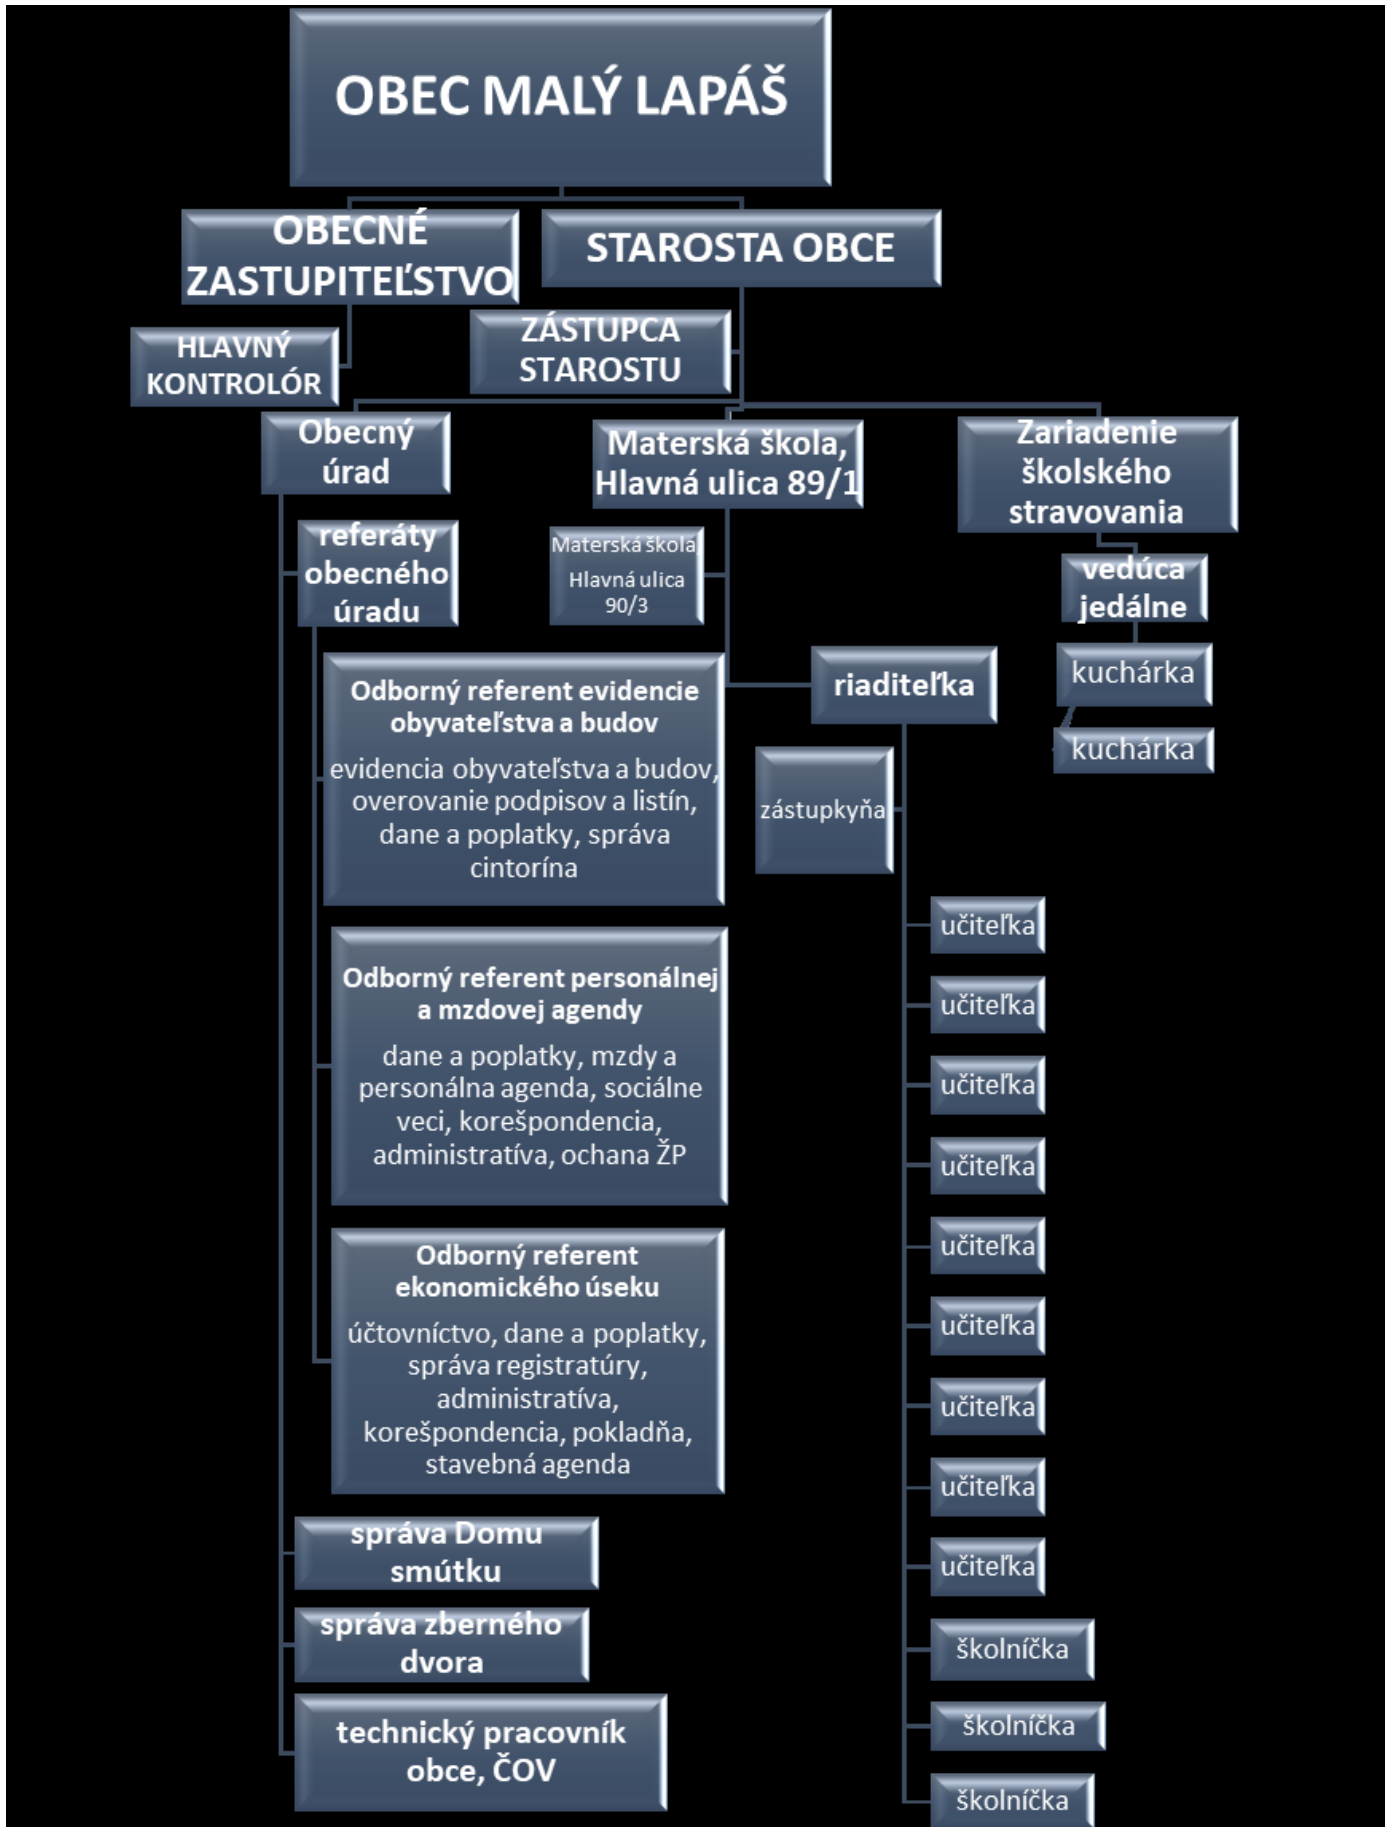 OBEC MALÝ LAPÁŠ
OBECNÉ
ZASTUPITEĽSTVO
STAROSTA OBCE
HLAVNÝ
KONTROLÓR
ZÁSTUPCA
STAROSTU
Obecný
úrad
referáty
obecného
úradu
Odborný referent evidencie
obyvateľstva a budov
evidencia obyvateľstva a budov,
overovanie podpisov a listín,
dane a poplatky, správa
cintorína
Odborný referent personálnej
a mzdovej agendy
dane a poplatky, mzdy a
personálna agenda, sociálne
veci, korešpondencia,
administratíva, ochana ŽP
Odborný referent
ekonomického úseku
účtovníctvo, dane a poplatky,
správa registratúry,
administratíva,
korešpondencia, pokladňa,
stavebná agenda
správa Domu
smútku
správa zberného
dvora
technický pracovník
obce, ČOV
Materská škola,
Hlavná ulica 89/1
Materská škola
Hlavná ulica
90/3
riaditeľka
zástupkyňa
učiteľka
učiteľka
učiteľka
učiteľka
učiteľka
učiteľka
učiteľka
učiteľka
učiteľka
školníčka
školníčka
školníčka
Zariadenie
školského
stravovania
vedúca
jedálne
kuchárka
kuchárka